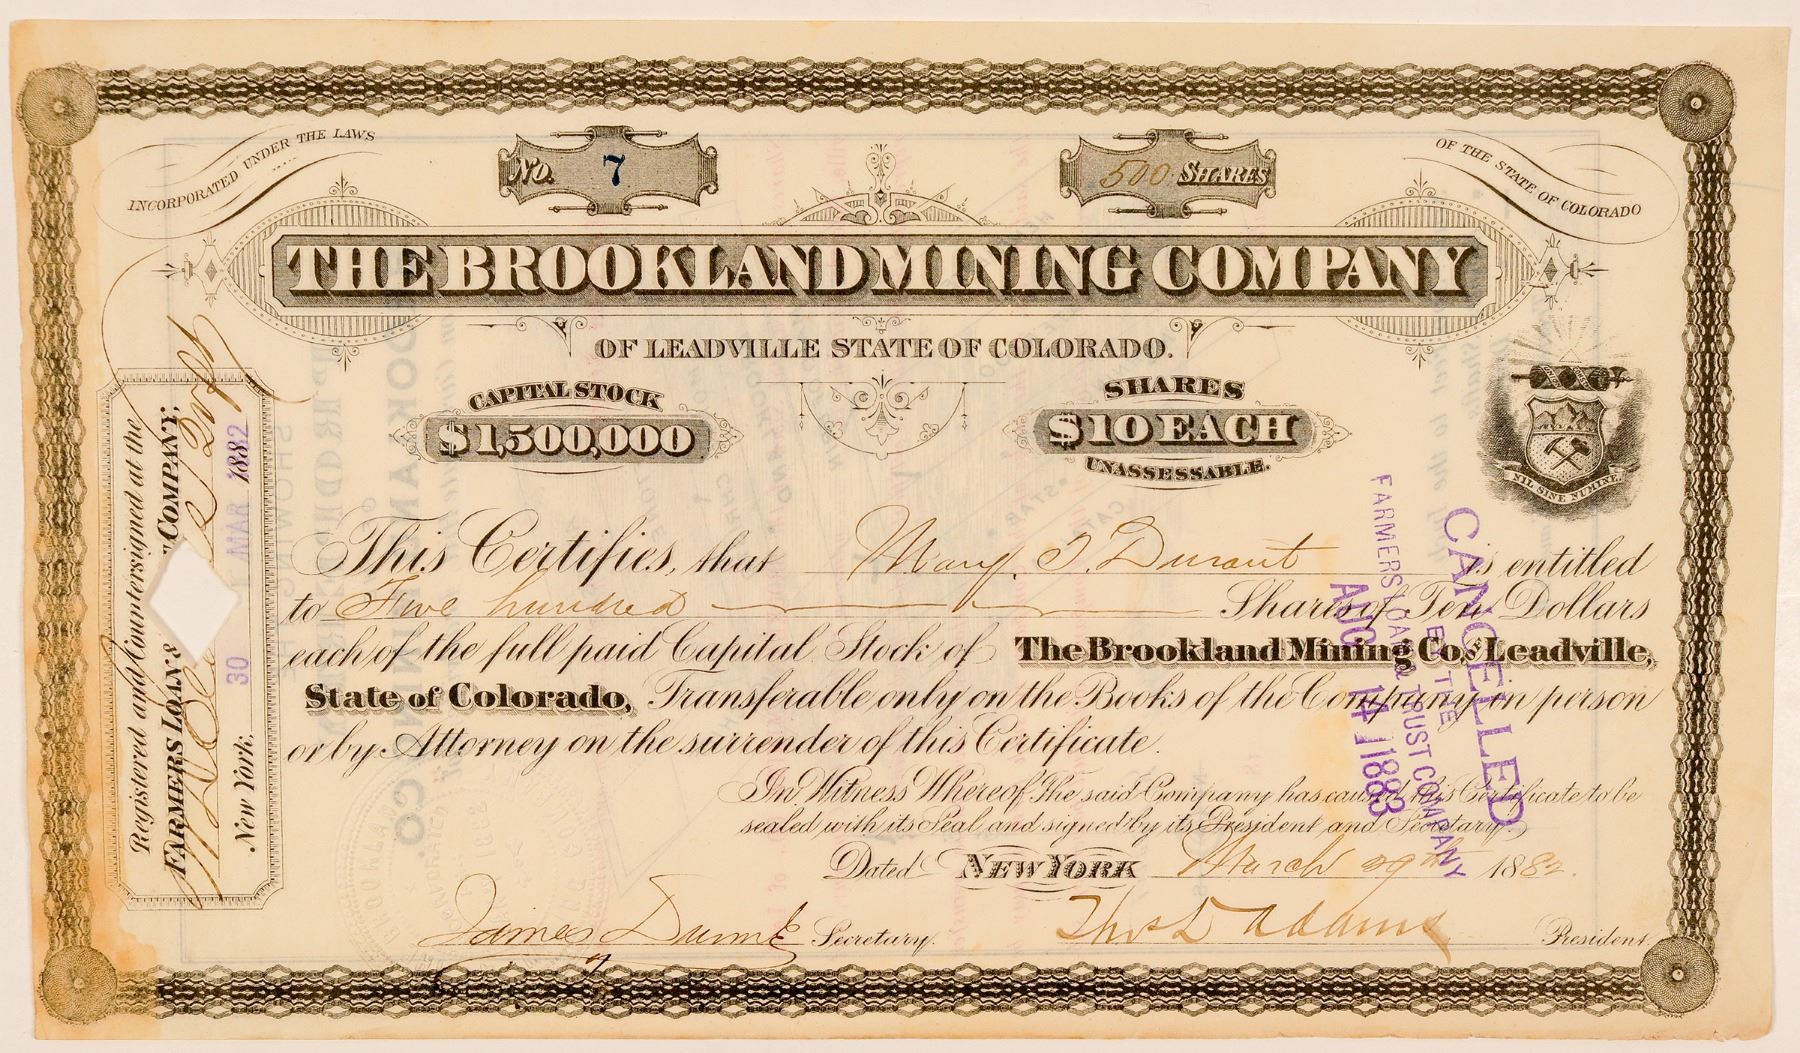 INCORPORATED UNDER THE LAWS
No. 7
500 SHARES
OF THE STATE OF COLORADO
THE BROOKLAND MINING COMPANY
OF LEADVILLE STATE OF COLORADO.
CAPITAL STOCK
$1,500,000
SHARES
$10 EACH
UNASSESSABLE.
NIL SINE NUMINE.
This Certifies, that Mary. T. Durant is entitled
to Five hundred Shares of Ten Dollars
each of the full paid Capital Stock of The Brookland Mining Co., of Leadville,
State of Colorado, Transferable only on the Books of the Company in person
or by Attorney on the surrender of this Certificate.
In Witness Whereof The said Company has caused this Certificate to be
sealed with its Seal and signed by its President and Secretary.
Dated NEW YORK March 29th 1882.
James Secretary.
Thos L Adams President
Registered and Countersigned at the
FARMERS LOAN & COMPANY,
New York.
30 MAR 1882
CANCELLED
BY THE
FARMERS LOAN & TRUST COMPANY
AUG 14 1883